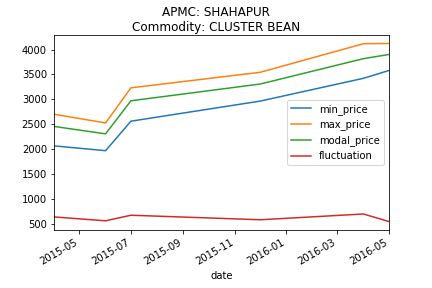 APMC: SHAHAPUR
Commodity: CLUSTER BEAN
4000
3500
3000
2500
2000
1500
1000
500
min_price
max_price
modal_price
fluctuation
2015-05
2015-07
2015-09
2015-11
2016-01
2016-03
2016-05
date